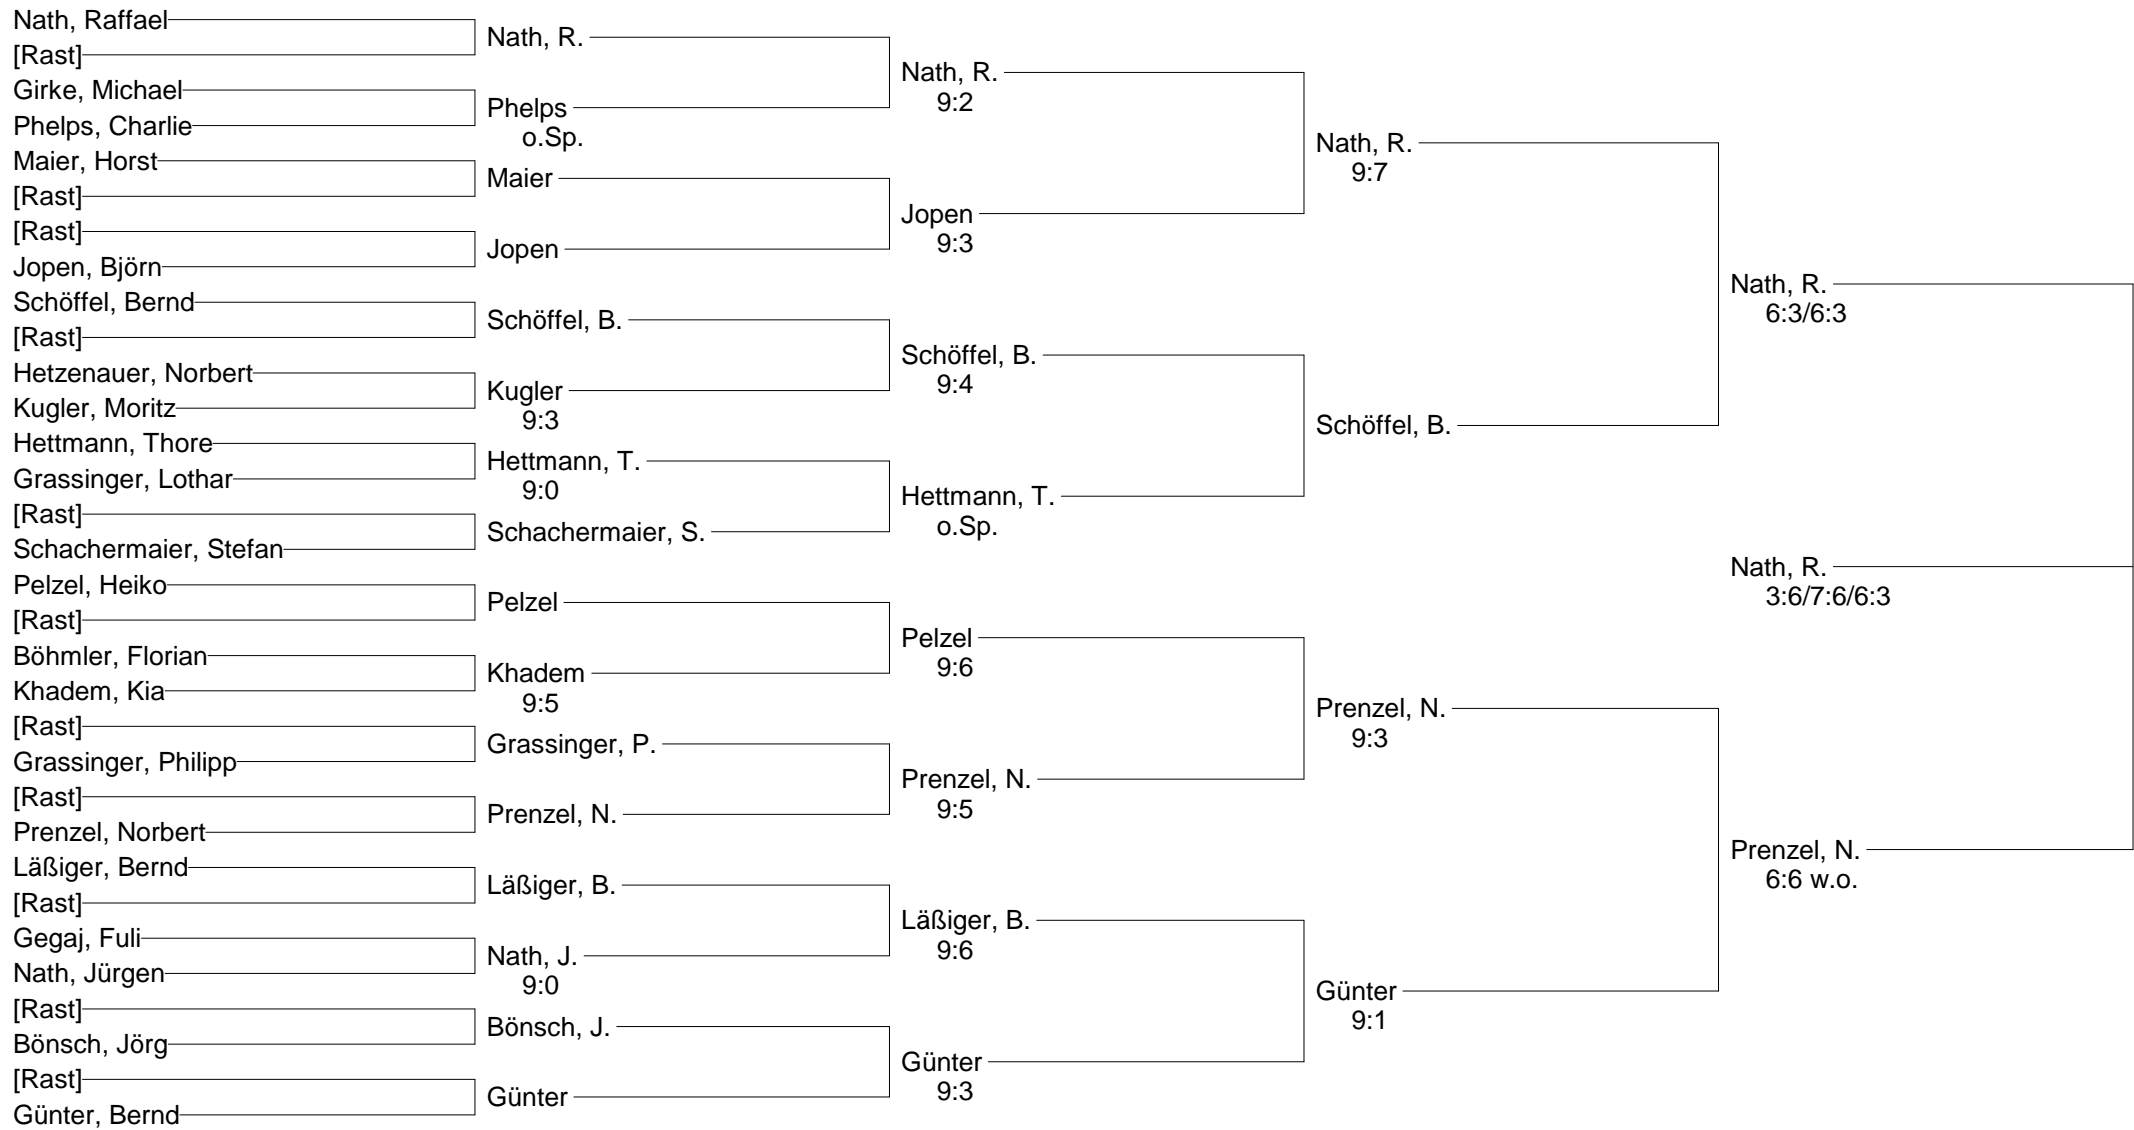 Nath, Raffael
[Rast]
Girke, Michael
Phelps, Charlie
Maier, Horst
[Rast]
[Rast]
Jopen, Björn
Schöffel, Bernd
[Rast]
Hetzenauer, Norbert
Kugler, Moritz
Hettmann, Thore
Grassinger, Lothar
[Rast]
Schachermaier, Stefan
Pelzel, Heiko
[Rast]
Böhmler, Florian
Khadem, Kia
[Rast]
Grassinger, Philipp
[Rast]
Prenzel, Norbert
Läßiger, Bernd
[Rast]
Gegaj, Fuli
Nath, Jürgen
[Rast]
Bönsch, Jörg
[Rast]
Günter, Bernd
Nath, R.
Phelps
o.Sp.
Maier
Jopen
Schöffel, B.
Kugler
9:3
Hettmann, T.
9:0
Schachermaier, S.
Pelzel
Khadem
9:5
Grassinger, P.
Prenzel, N.
Läßiger, B.
Nath, J.
9:0
Bönsch, J.
Günter
Nath, R.
9:2
Jopen
9:3
Schöffel, B.
9:4
Hettmann, T.
o.Sp.
Pelzel
9:6
Prenzel, N.
9:5
Läßiger, B.
9:6
Günter
9:3
Nath, R.
9:7
Schöffel, B.
Prenzel, N.
9:3
Günter
9:1
Nath, R.
6:3/6:3
Nath, R.
3:6/7:6/6:3
Prenzel, N.
6:6 w.o.